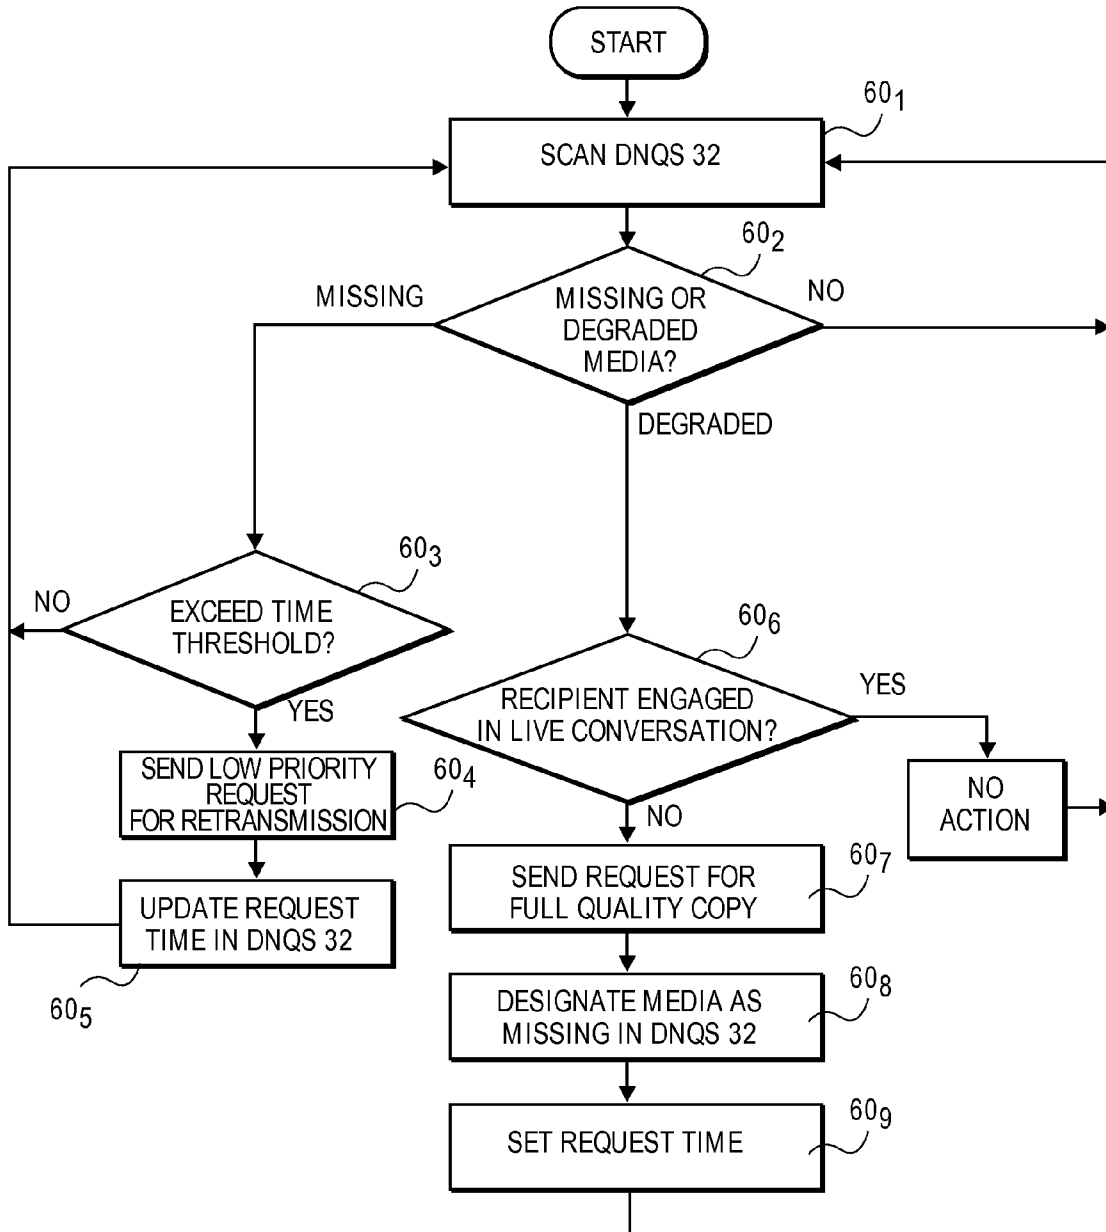 START
60₁
SCAN DNQS 32
60₂
MISSING
MISSING OR
DEGRADED
MEDIA?
NO
DEGRADED
60₃
NO
EXCEED TIME
THRESHOLD?
YES
60₆
RECIPIENT ENGAGED
IN LIVE CONVERSATION?
YES
SEND LOW PRIORITY
REQUEST
FOR RETRANSMISSION
60₄
NO
NO
ACTION
60₇
SEND REQUEST FOR
FULL QUALITY COPY
UPDATE REQUEST
TIME IN DNQS 32
60₅
60₈
DESIGNATE MEDIA AS
MISSING IN DNQS 32
60₉
SET REQUEST TIME